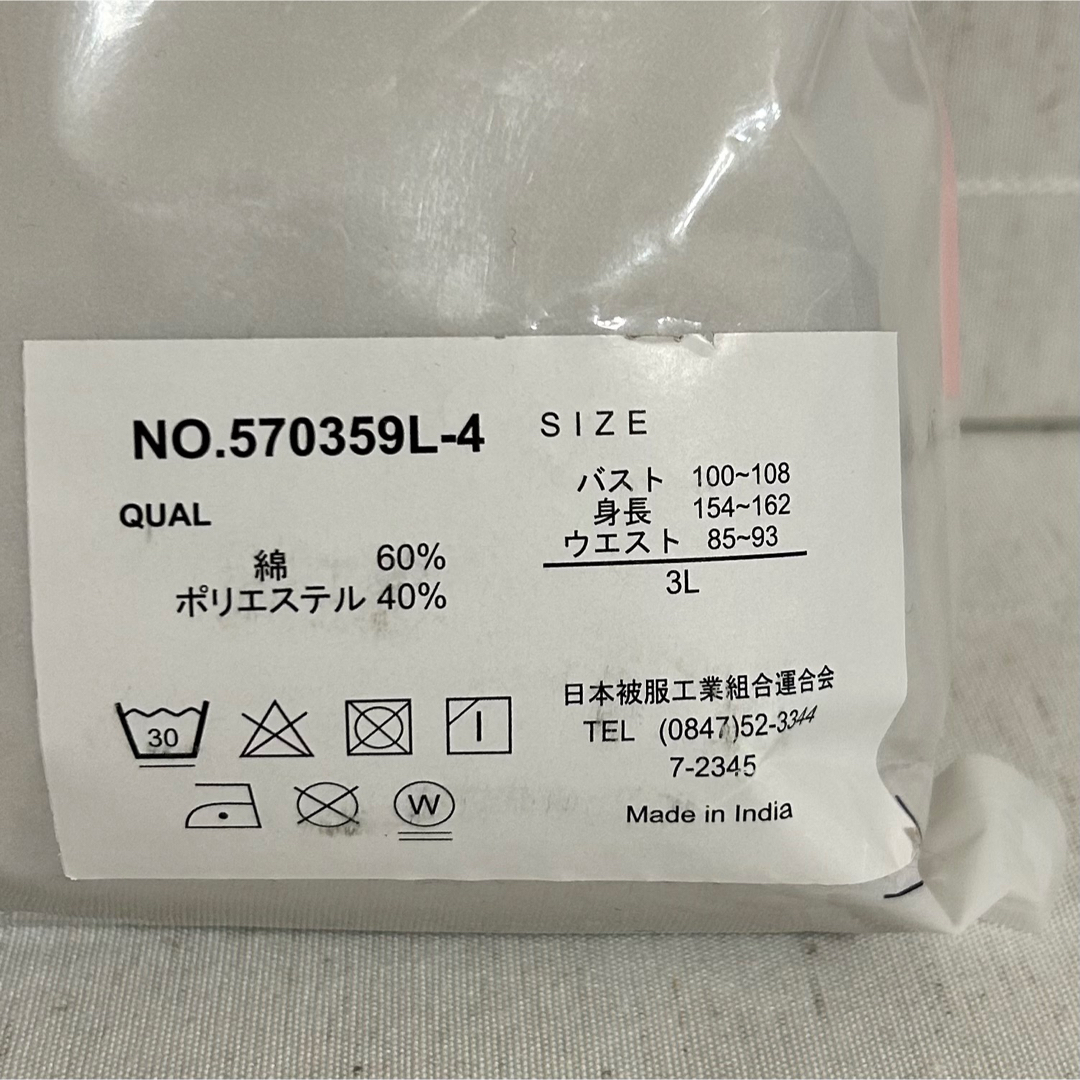 NO.570359L-4
QUAL
綿 60%
ポリエステル 40%
SIZE
バスト 100~108
身長 154~162
ウエスト 85~93
3L
30
W
日本被服工業組合運合会
TEL (0847)52-3344
7-2345
Made in India